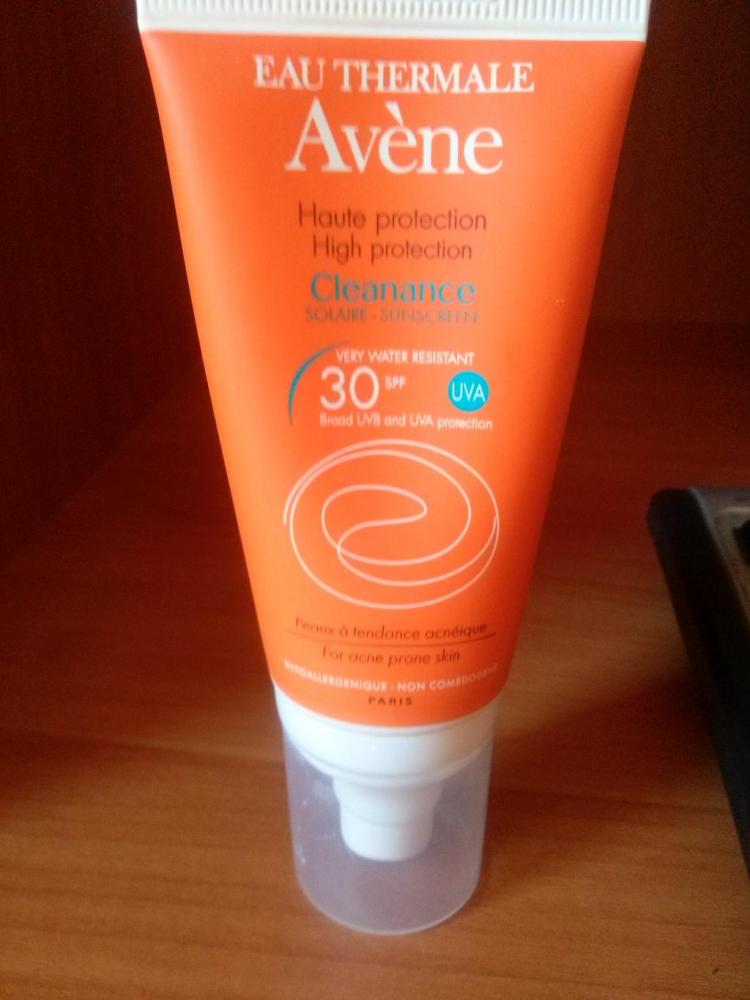 EAU THERMALE
Avène
Haute protection
High protection
Cleanance
SOLAIRE - SUNSCREEN
VERY WATER RESISTANT
30 SPF UVA
Broad UVB and UVA protection
Peaux à tendance acnéique
For acne prone skin
HYPOALLERGENIQUE - NON COMEDOGENE
PARIS